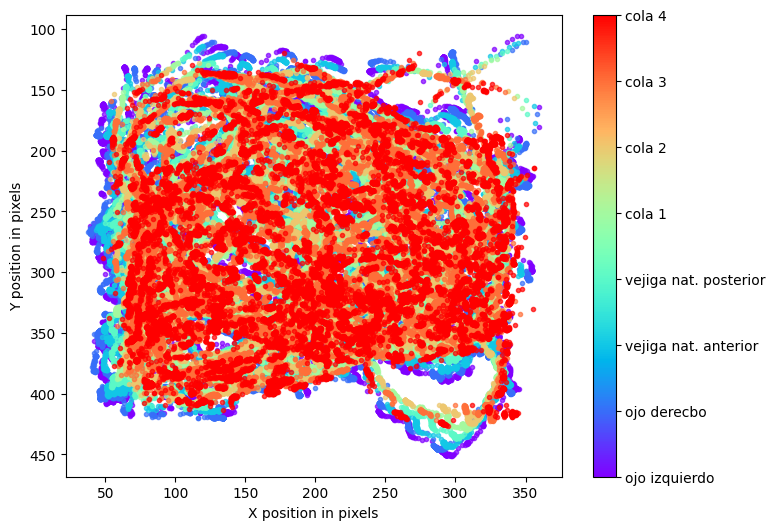 100
150
200
250
300
350
400
450
Y position in pixels
50
100
150
200
250
300
350
X position in pixels
cola 4
cola 3
cola 2
cola 1
vejiga nat. posterior
vejiga nat. anterior
ojo derecbo
ojo izquierdo